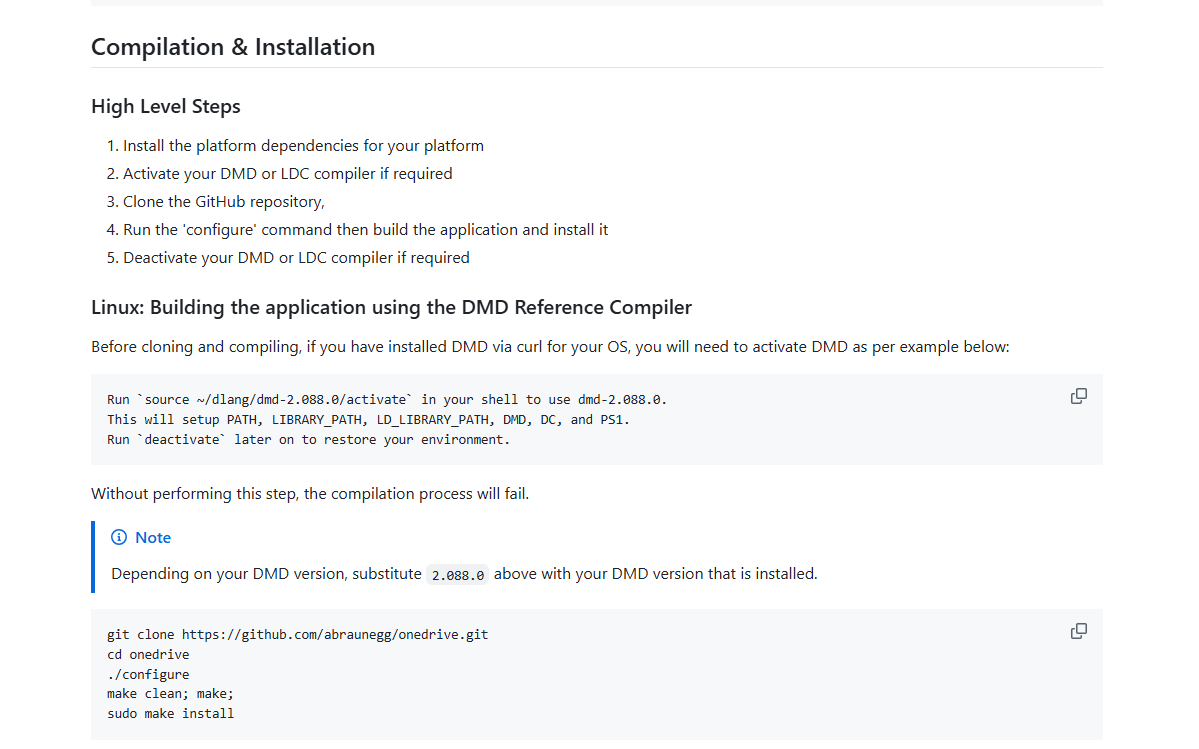 Compilation & Installation
High Level Steps
1. Install the platform dependencies for your platform
2. Activate your DMD or LDC compiler if required
3. Clone the GitHub repository,
4. Run the 'configure' command then build the application and install it
5. Deactivate your DMD or LDC compiler if required
Linux: Building the application using the DMD Reference Compiler
Before cloning and compiling, if you have installed DMD via curl for your OS, you will need to activate DMD as per example below:
Run `source ~/dlang/dmd-2.088.0/activate` in your shell to use dmd-2.088.0.
This will setup PATH, LIBRARY_PATH, LD_LIBRARY_PATH, DMD, DC, and PS1.
Run `deactivate` later on to restore your environment.
Without performing this step, the compilation process will fail.
Note
Depending on your DMD version, substitute 2.088.0 above with your DMD version that is installed.
git clone https://github.com/abraunegg/onedrive.git
cd onedrive
./configure
make clean; make;
sudo make install